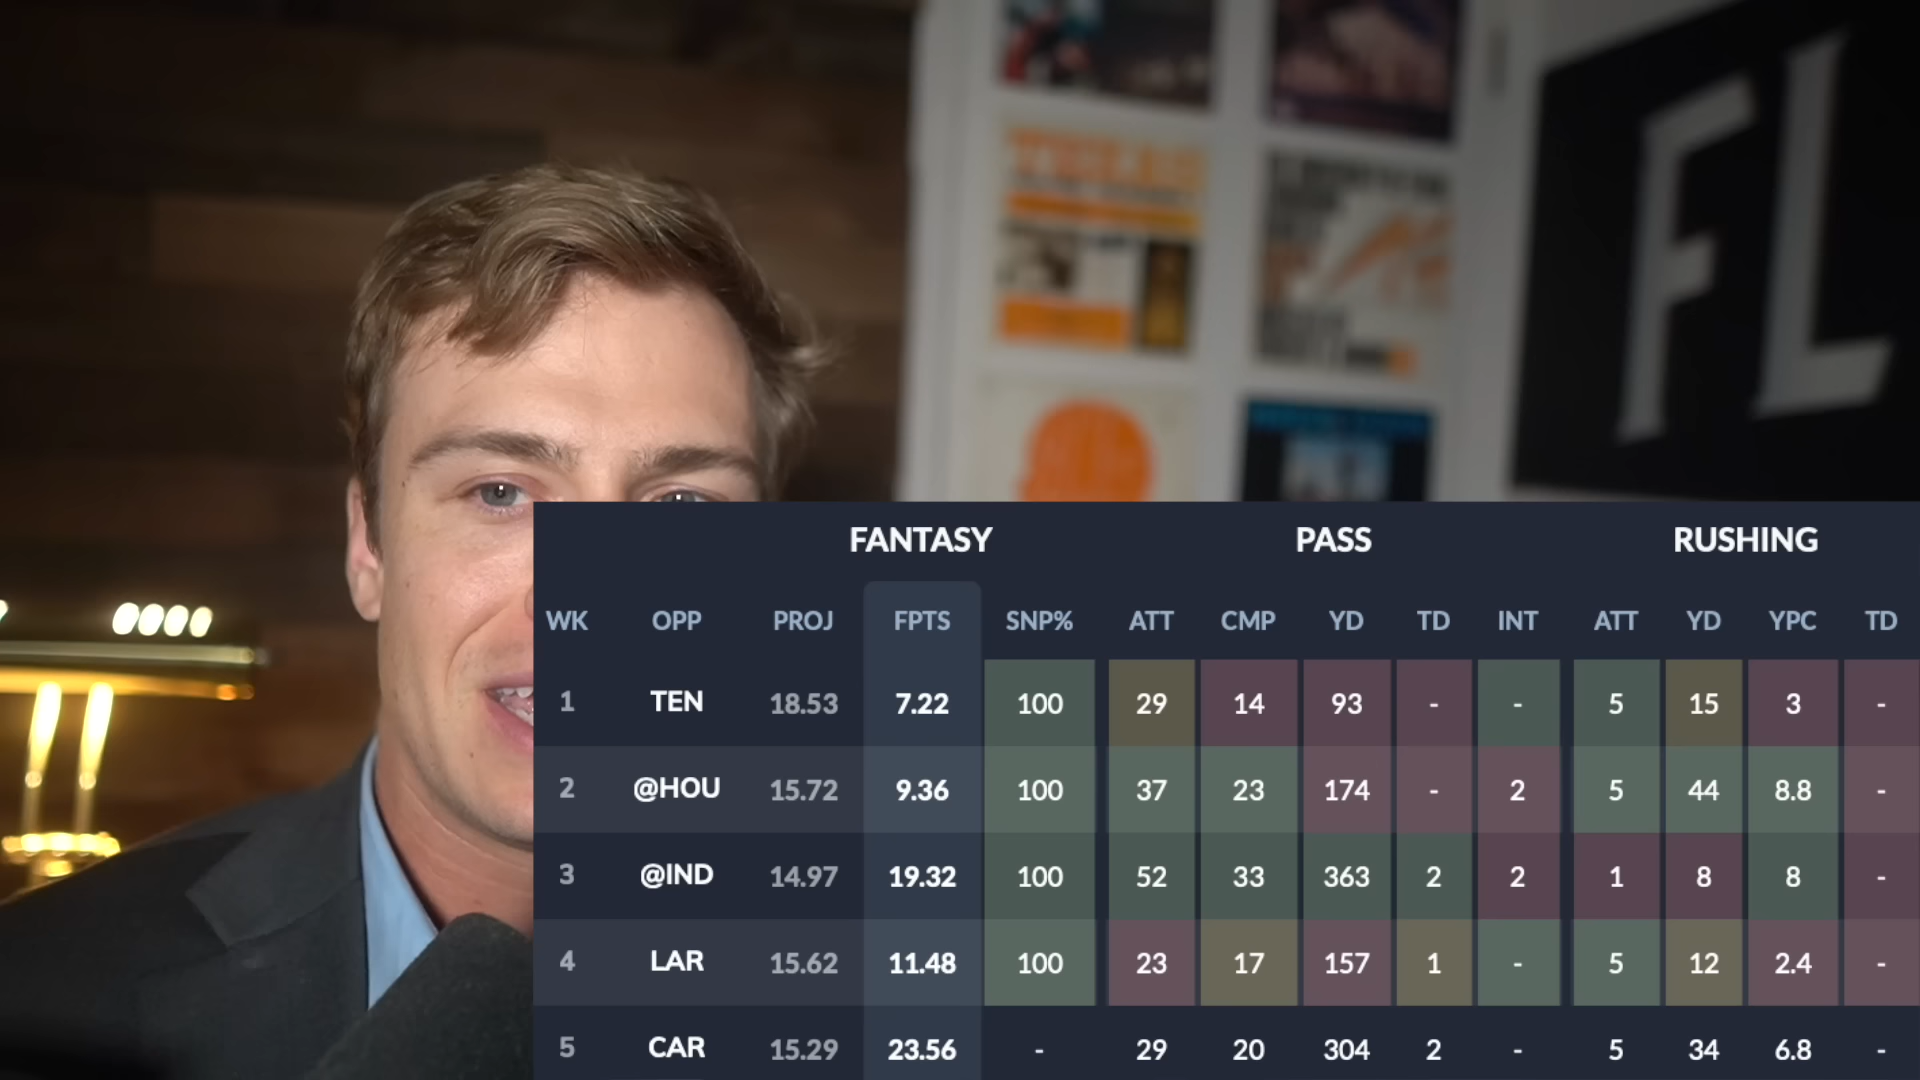 FL
FANTASY PASS RUSHING
WK OPP PROJ FPTS SNP% ATT CMP YD TD INT ATT YD YPC TD
1 TEN 18.53 7.22 100 29 14 93 - - 5 15 3 -
2 @HOU 15.72 9.36 100 37 23 174 - 2 5 44 8.8 -
3 @IND 14.97 19.32 100 52 33 363 2 2 1 8 8 -
4 LAR 15.62 11.48 100 23 17 157 1 - 5 12 2.4 -
5 CAR 15.29 23.56 - 29 20 304 2 - 5 34 6.8 -